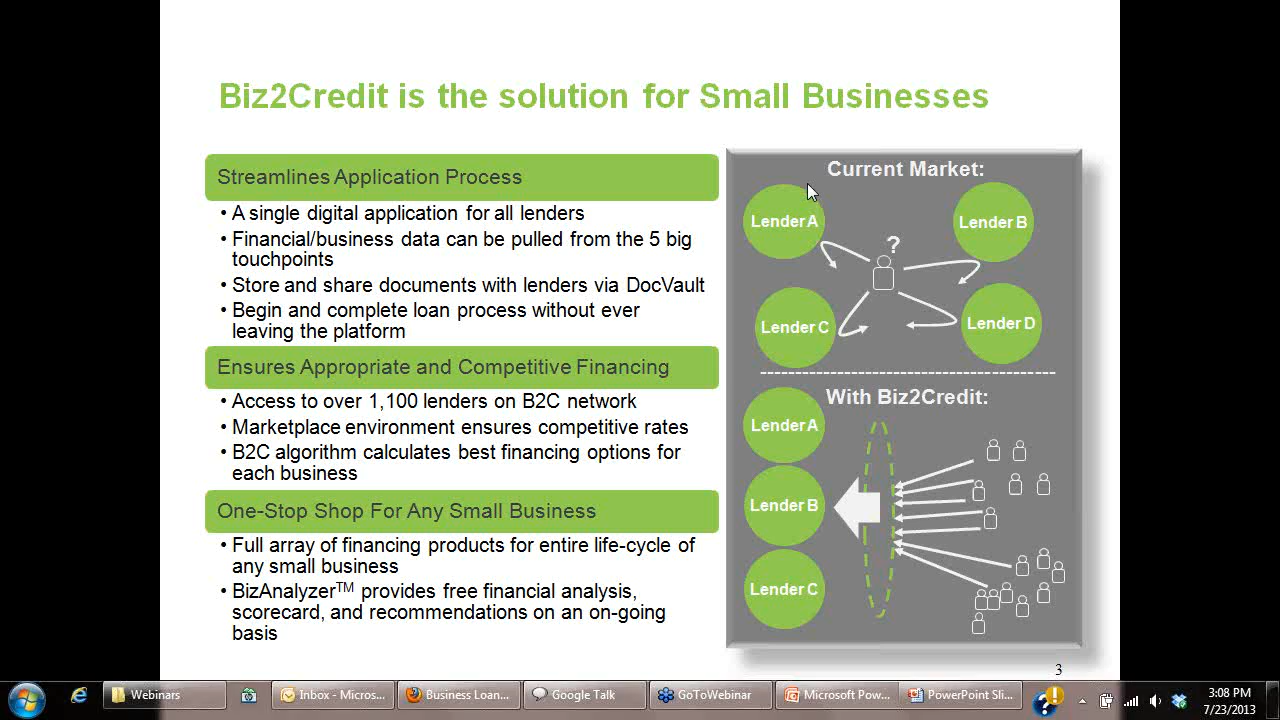 Biz2Credit is the solution for Small Businesses
Streamlines Application Process
• A single digital application for all lenders
• Financial/business data can be pulled from the 5 big
touchpoints
• Store and share documents with lenders via DocVault
• Begin and complete loan process without ever
leaving the platform
Ensures Appropriate and Competitive Financing
• Access to over 1,100 lenders on B2C network
• Marketplace environment ensures competitive rates
• B2C algorithm calculates best financing options for
each business
One-Stop Shop For Any Small Business
• Full array of financing products for entire life-cycle of
any small business
• BizAnalyzer™ provides free financial analysis,
scorecard, and recommendations on an on-going
basis
Current Market:
Lender A
Lender B
?
Lender C
Lender D
With Biz2Credit:
Lender A
Lender B
Lender C
3
Webinars
Inbox - Micros...
Business Loan...
Google Talk
GoToWebinar
Microsoft Pow...
PowerPoint Sli...
3:08 PM
7/23/2013